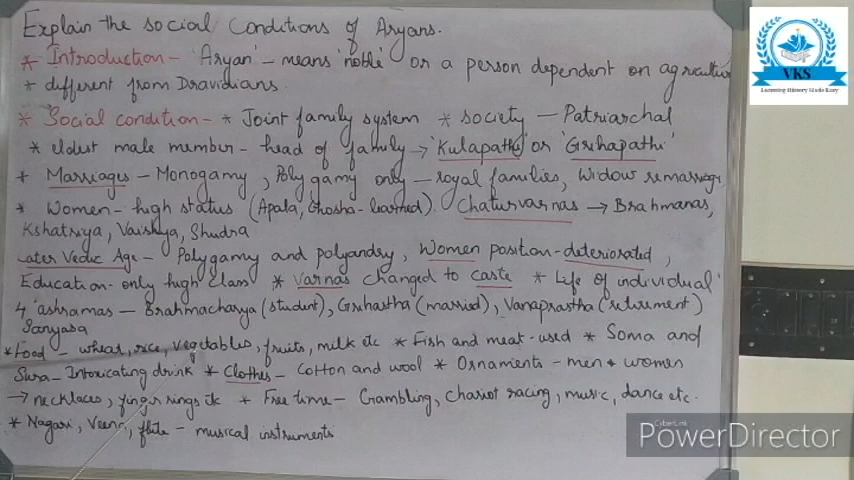 Explain the social Conditions of Aryans.
* Introduction - 'Aryan' - means 'noble' or a person dependent on agricultur
* different from Dravidians.
* Social condition - * Joint family system * society - Patriarchal
* eldest male member - head of family → 'Kulapathi' or 'Grihapathi'
* Marriages - Monogamy, Polygamy only - royal families, Widow remarriage
* Women - high status (Apala, Ghosha - learned). Chaturvarnas → Brahmanas,
Kshatriya, Vaishya, Shudra
Later Vedic Age - Polygamy and polyandry, Women position - deteriorated,
Education - only high class * Varnas changed to caste * Life of individual
4 ashramas - Brahmacharya (student), Grihastha (married), Vanaprastha (retirement)
Sanyasa
* Food - wheat, rice, vegetables, fruits, milk etc * Fish and meat - used * Soma and
Sura - Intoxicating drink * Clothes - Cotton and wool * Ornaments - men & women
→ necklaces, finger rings etc * Free time - Gambling, Chariot racing, music, dance etc.
* Nagari, Veena, flute - musical instruments
VKS
Learning History Made Easy
CyberLink
PowerDirector